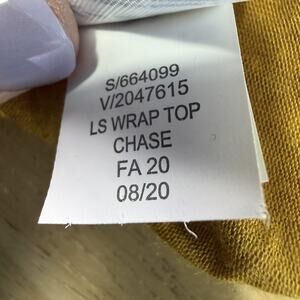 S/664099
V/2047615
LS WRAP TOP
CHASE
FA 20
08/20